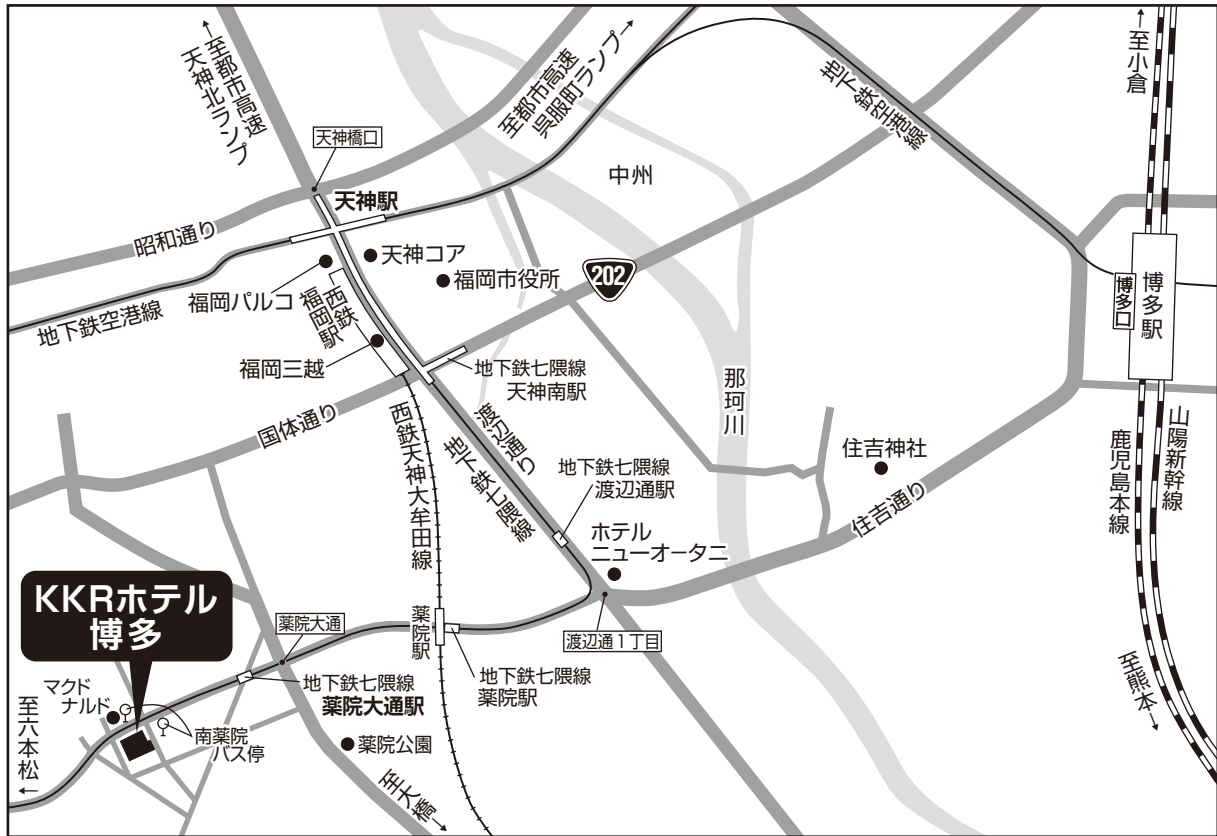 ←至都市高速
天神北ランプ
至都市高速
呉服町ランプ→
地下鉄空港線
←至小倉
天神橋口
天神駅
中州
昭和通り
天神コア
福岡市役所
202
博多口
博多駅
福岡パルコ
西鉄
福岡駅
地下鉄空港線
福岡三越
地下鉄七隈線
天神南駅
国体通り
西鉄天神大牟田線
渡辺通り
地下鉄七隈線
那珂川
住吉神社
住吉通り
鹿児島本線
山陽新幹線
地下鉄七隈線
渡辺通駅
ホテル
ニューオータニ
KKRホテル
博多
薬院大通
薬院駅
渡辺通1丁目
地下鉄七隈線
薬院駅
地下鉄七隈線
薬院大通駅
マクド
ナルド
南薬院
バス停
薬院公園
至六本松
←
至大橋→
至熊本→